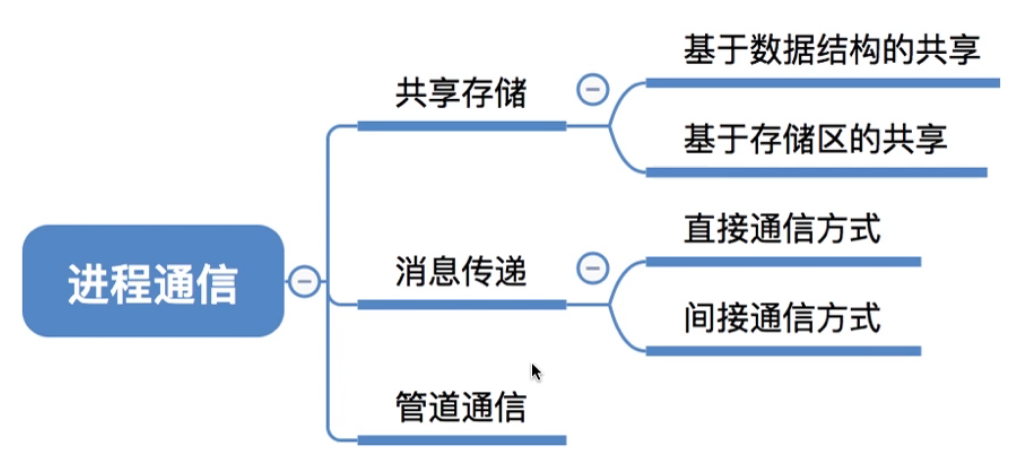 进程通信
共享存储
基于数据结构的共享
基于存储区的共享
消息传递
直接通信方式
间接通信方式
管道通信